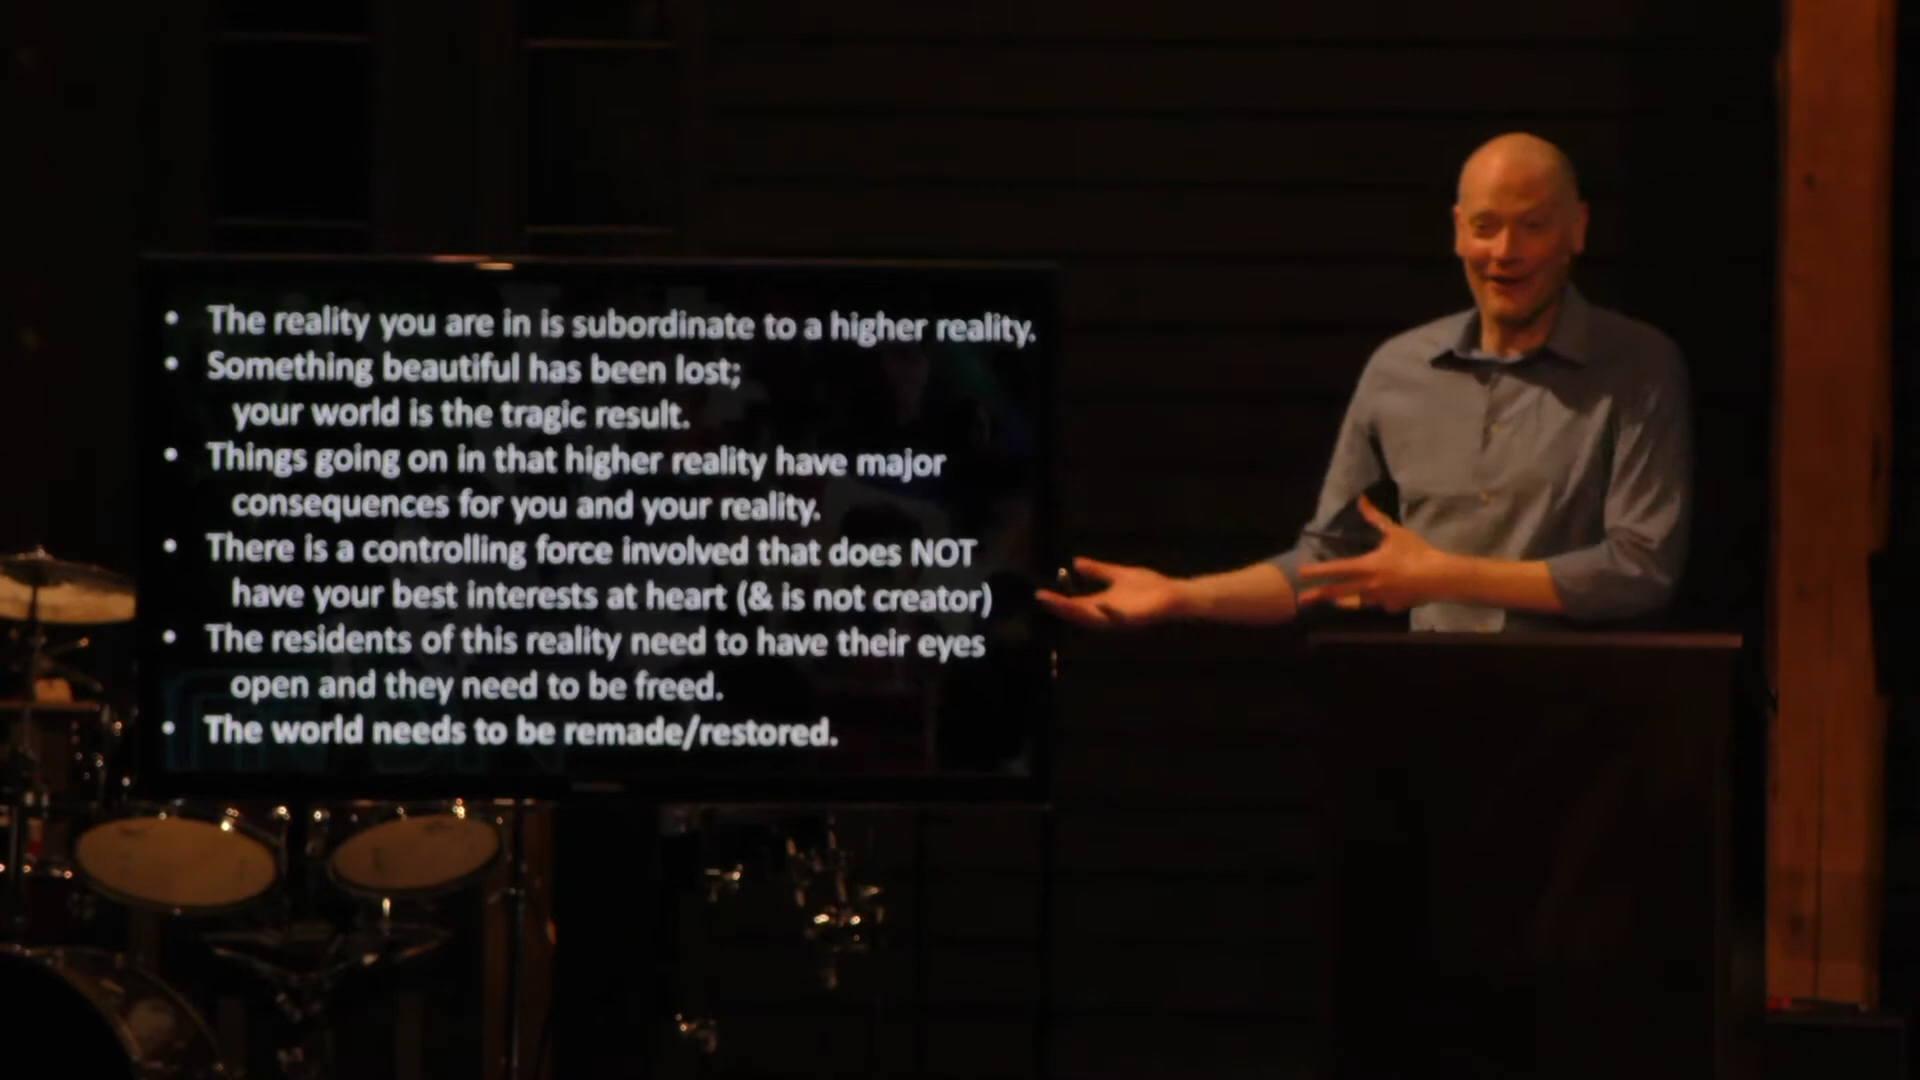 • The reality you are in is subordinate to a higher reality.
• Something beautiful has been lost;
your world is the tragic result.
• Things going on in that higher reality have major
consequences for you and your reality.
• There is a controlling force involved that does NOT
have your best interests at heart (& is not creator)
• The residents of this reality need to have their eyes
open and they need to be freed.
• The world needs to be remade/restored.